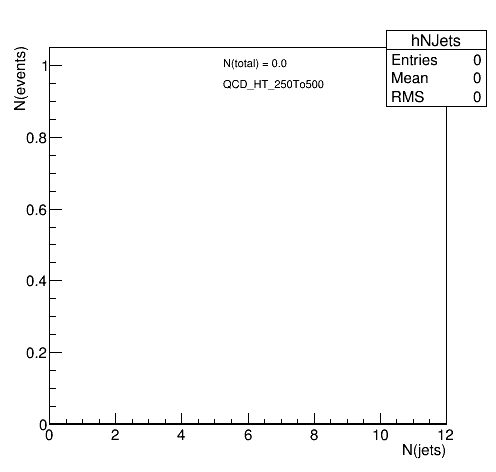 hNJets
Entries 0
Mean 0
RMS 0
N(total) = 0.0
QCD_HT_250To500
N(events)
1
0.8
0.6
0.4
0.2
0
0 2 4 6 8 10 12
N(jets)